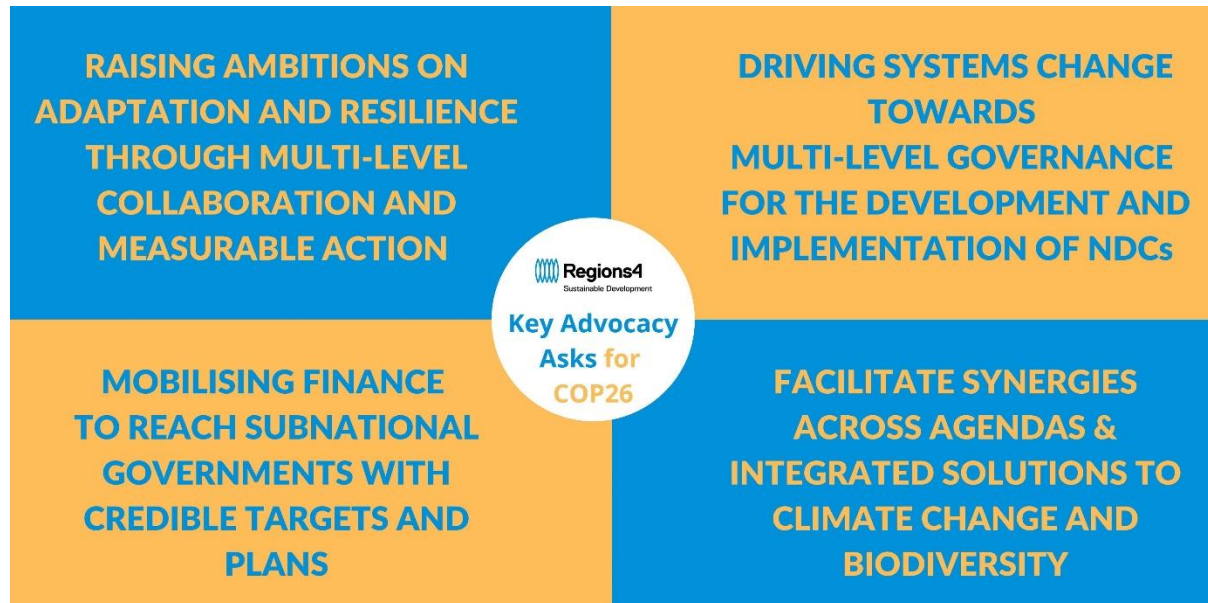 RAISING AMBITIONS ON
ADAPTATION AND RESILIENCE
THROUGH MULTI-LEVEL
COLLABORATION AND
MEASURABLE ACTION
DRIVING SYSTEMS CHANGE
TOWARDS
MULTI-LEVEL GOVERNANCE
FOR THE DEVELOPMENT AND
IMPLEMENTATION OF NDCs
Regions4
Sustainable Development
Key Advocacy
Asks for
COP26
MOBILISING FINANCE
TO REACH SUBNATIONAL
GOVERNMENTS WITH
CREDIBLE TARGETS AND
PLANS
FACILITATE SYNERGIES
ACROSS AGENDAS &
INTEGRATED SOLUTIONS TO
CLIMATE CHANGE AND
BIODIVERSITY